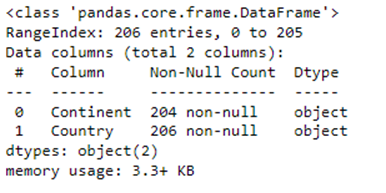 <class 'pandas.core.frame.DataFrame'>
RangeIndex: 206 entries, 0 to 205
Data columns (total 2 columns):
 #   Column     Non-Null Count  Dtype
---  ------     --------------  -----
 0   Continent  204 non-null    object
 1   Country    206 non-null    object
dtypes: object(2)
memory usage: 3.3+ KB